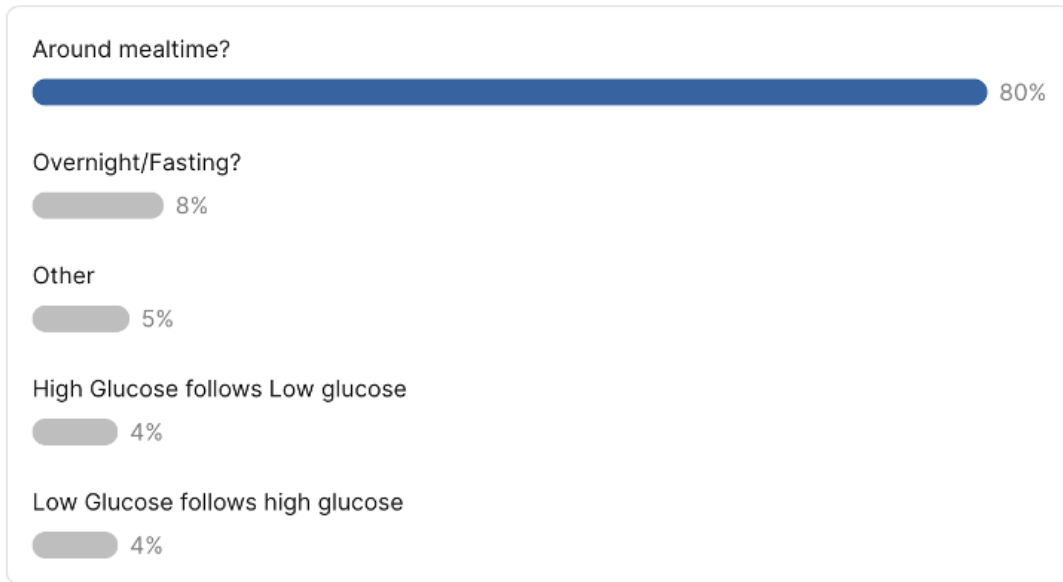 Around mealtime?
80%
Overnight/Fasting?
8%
Other
5%
High Glucose follows Low glucose
4%
Low Glucose follows high glucose
4%